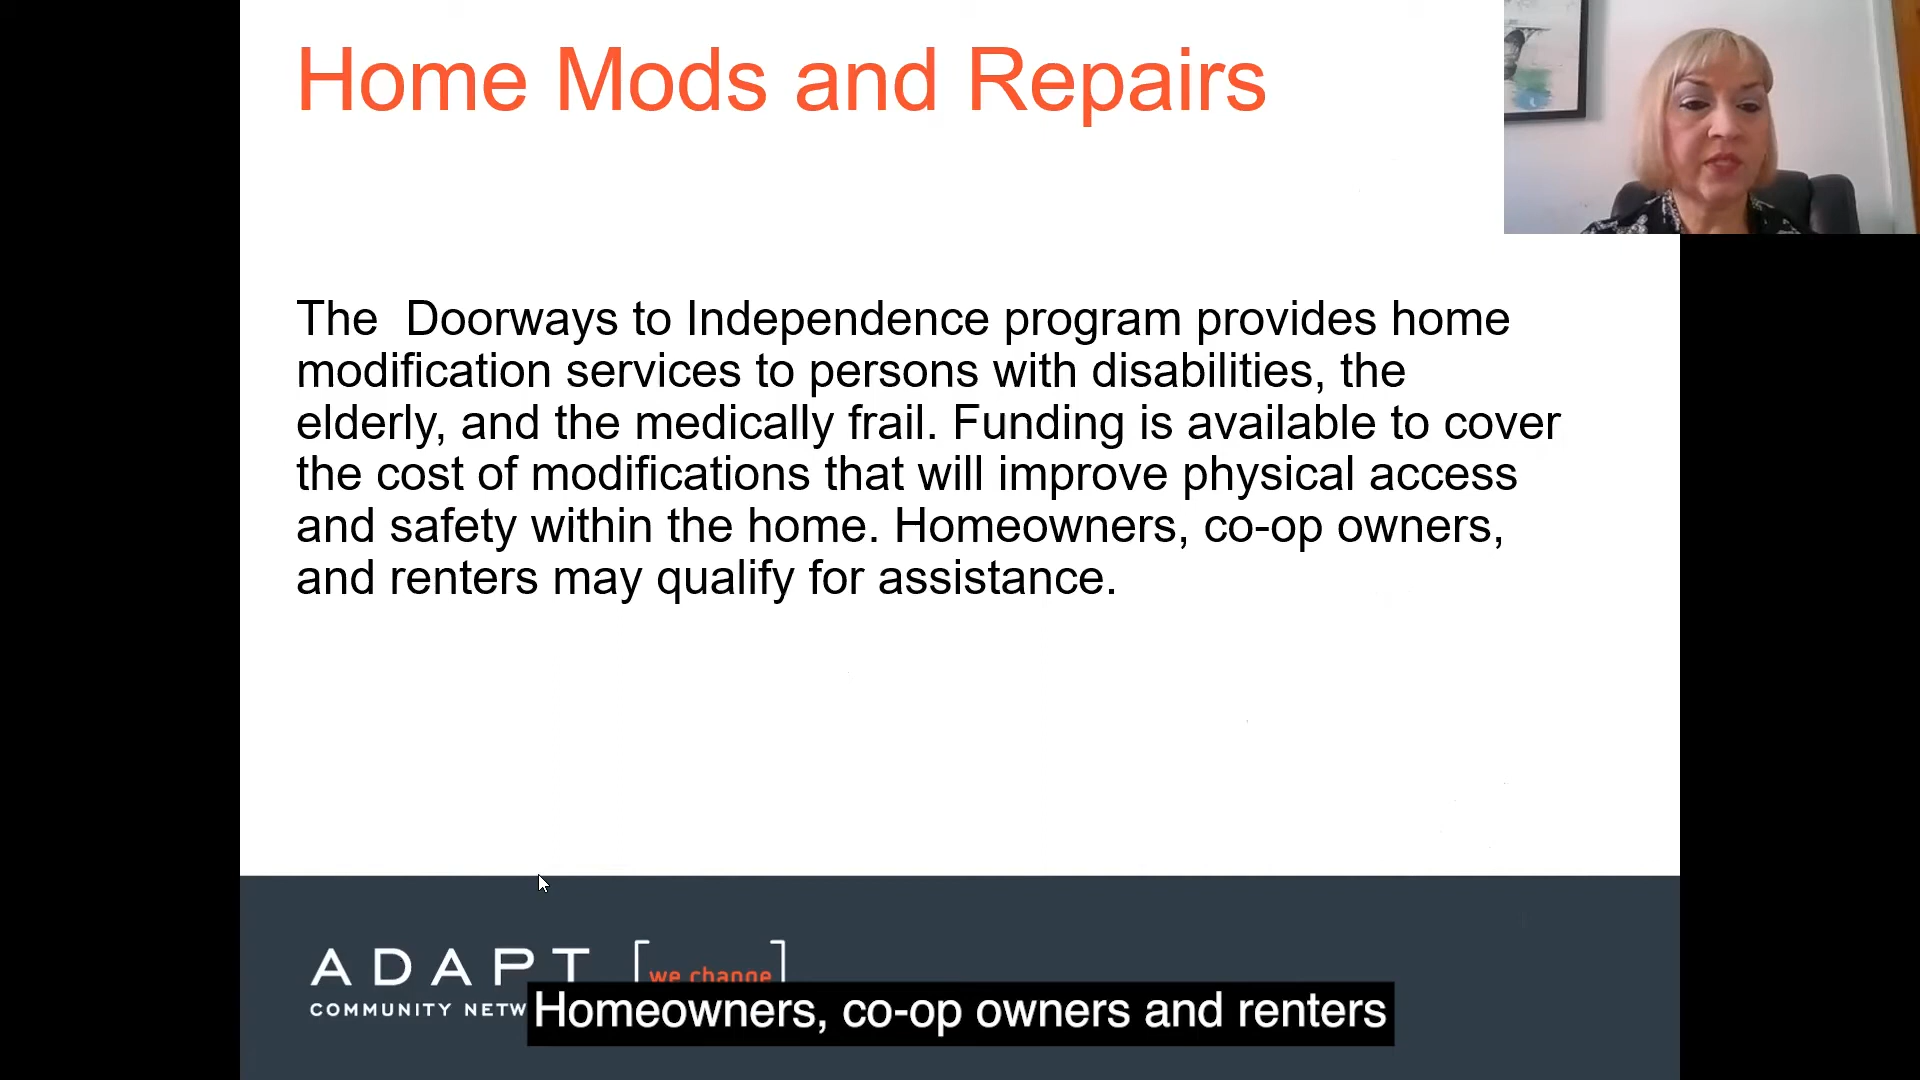 Home Mods and Repairs
The  Doorways to Independence program provides home
modification services to persons with disabilities, the
elderly, and the medically frail. Funding is available to cover
the cost of modifications that will improve physical access
and safety within the home. Homeowners, co-op owners,
and renters may qualify for assistance.
ADAPT
COMMUNITY NETW
we change
Homeowners, co-op owners and renters